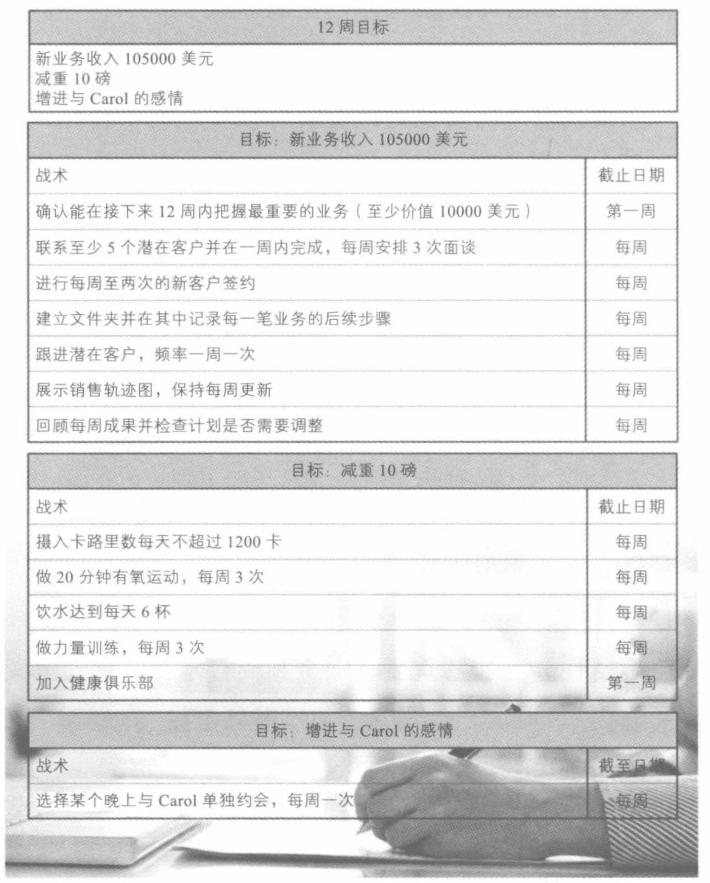 12 周目标
新业务收入 105000 美元
减重 10 磅
增进与 Carol 的感情
目标：新业务收入 105000 美元
战术 截止日期
确认能在接下来 12 周内把握最重要的业务（至少价值 10000 美元） 第一周
联系至少 5 个潜在客户并在一周内完成，每周安排 3 次面谈 每周
进行每周至两次的新客户签约 每周
建立文件夹并在其中记录每一笔业务的后续步骤 每周
跟进潜在客户，频率一周一次 每周
展示销售轨迹图，保持每周更新 每周
回顾每周成果并检查计划是否需要调整 每周
目标：减重 10 磅
战术 截止日期
摄入卡路里数每天不超过 1200 卡 每周
做 20 分钟有氧运动，每周 3 次 每周
饮水达到每天 6 杯 每周
做力量训练，每周 3 次 每周
加入健康俱乐部 第一周
目标：增进与 Carol 的感情
战术 截至日期
选择某个晚上与 Carol 单独约会，每周一次 每周